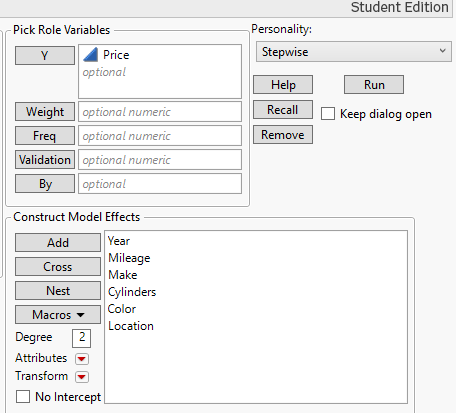 Student Edition
Pick Role Variables
Personality:
Y
Price
optional
Stepwise
Help
Run
Weight
optional numeric
Recall
Keep dialog open
Freq
optional numeric
Remove
Validation
optional numeric
By
optional
Construct Model Effects
Add
Year
Mileage
Cross
Make
Nest
Cylinders
Macros
Color
Location
Degree
2
Attributes
Transform
No Intercept